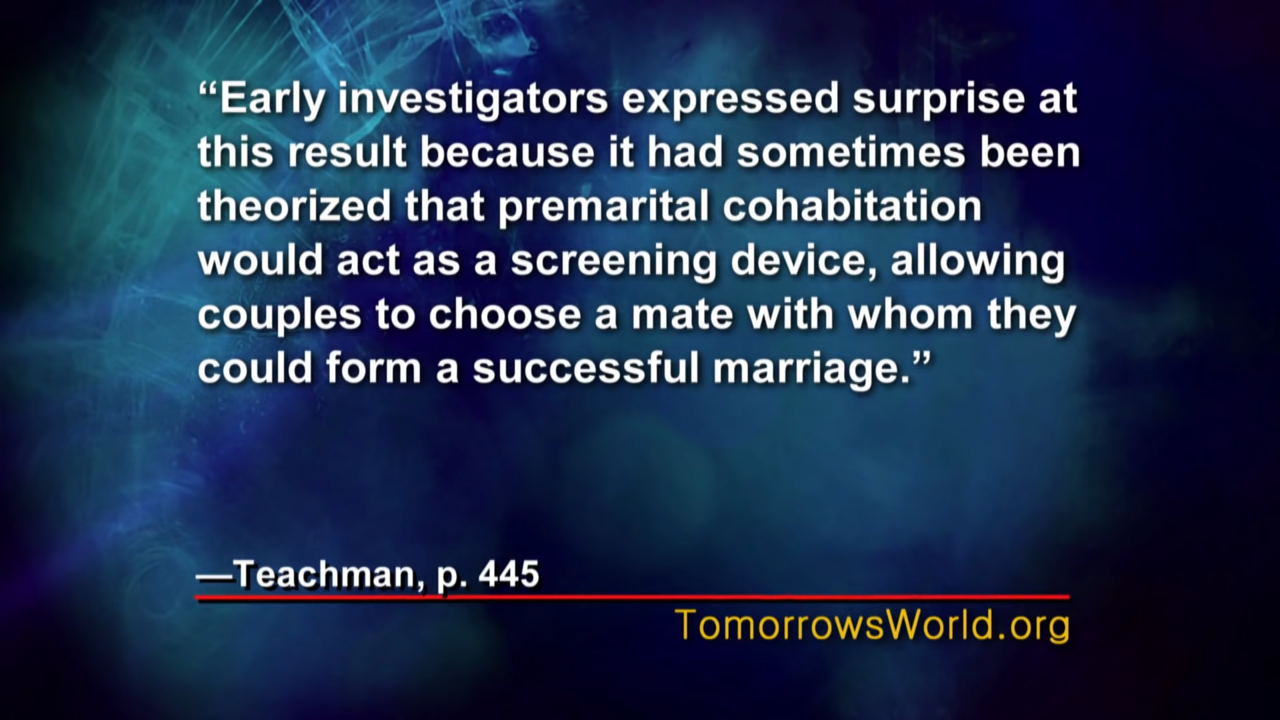 “Early investigators expressed surprise at
this result because it had sometimes been
theorized that premarital cohabitation
would act as a screening device, allowing
couples to choose a mate with whom they
could form a successful marriage.”
—Teachman, p. 445
TomorrowsWorld.org